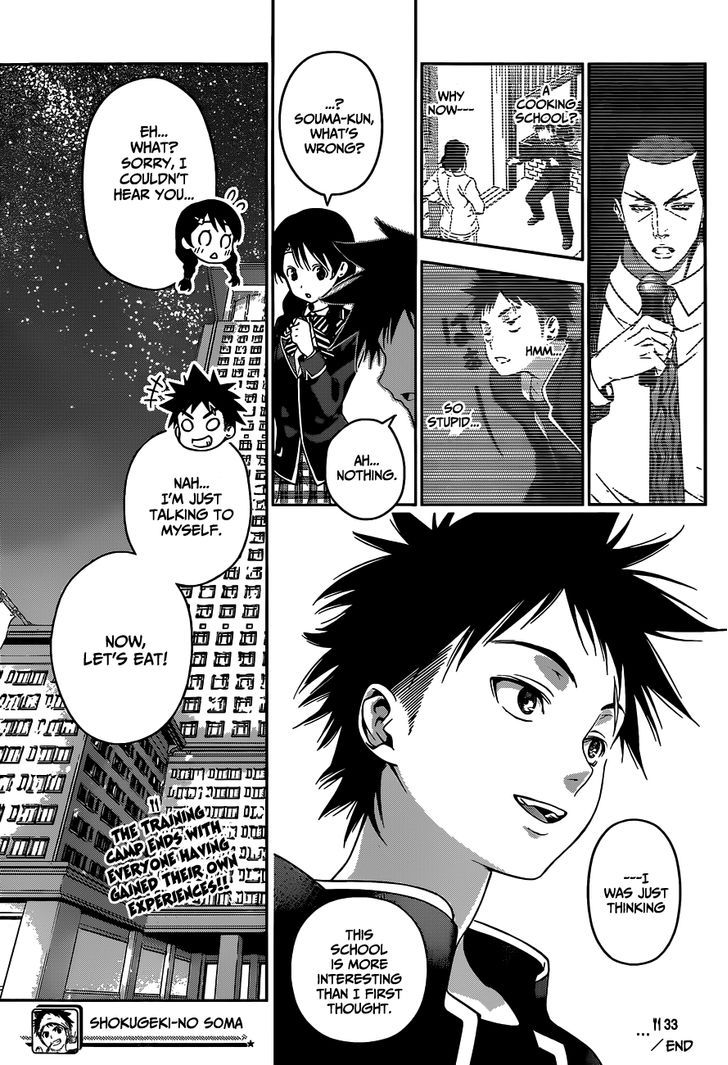 A
COOKING
SCHOOL?
WHY
NOW---
HMM...
SO
STUPID...
...?
SOUMA-KUN,
WHAT'S
WRONG?
AH...
NOTHING.
---I
WAS JUST
THINKING
THIS
SCHOOL
IS MORE
INTERESTING
THAN I FIRST
THOUGHT.
EH...
WHAT?
SORRY, I
COULDN'T
HEAR YOU...
NAH...
I'M JUST
TALKING TO
MYSELF.
NOW,
LET'S EAT!
THE TRAINING
CAMP ENDS WITH
EVERYONE HAVING
GAINED THEIR OWN
EXPERIENCES!!
SHOKUGEKI-NO SOMA
... 33
/ END